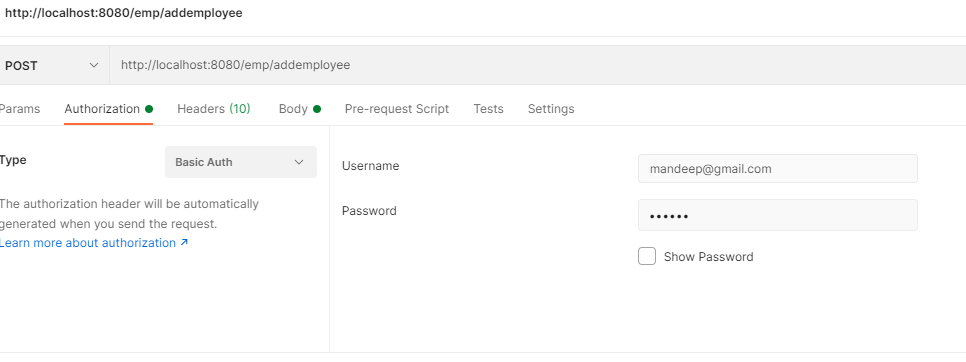 http://localhost:8080/emp/addemployee
POST http://localhost:8080/emp/addemployee
Params Authorization Headers (10) Body Pre-request Script Tests Settings
Type Basic Auth
The authorization header will be automatically
generated when you send the request.
Learn more about authorization ↗
Username mandeep@gmail.com
Password ••••••
Show Password